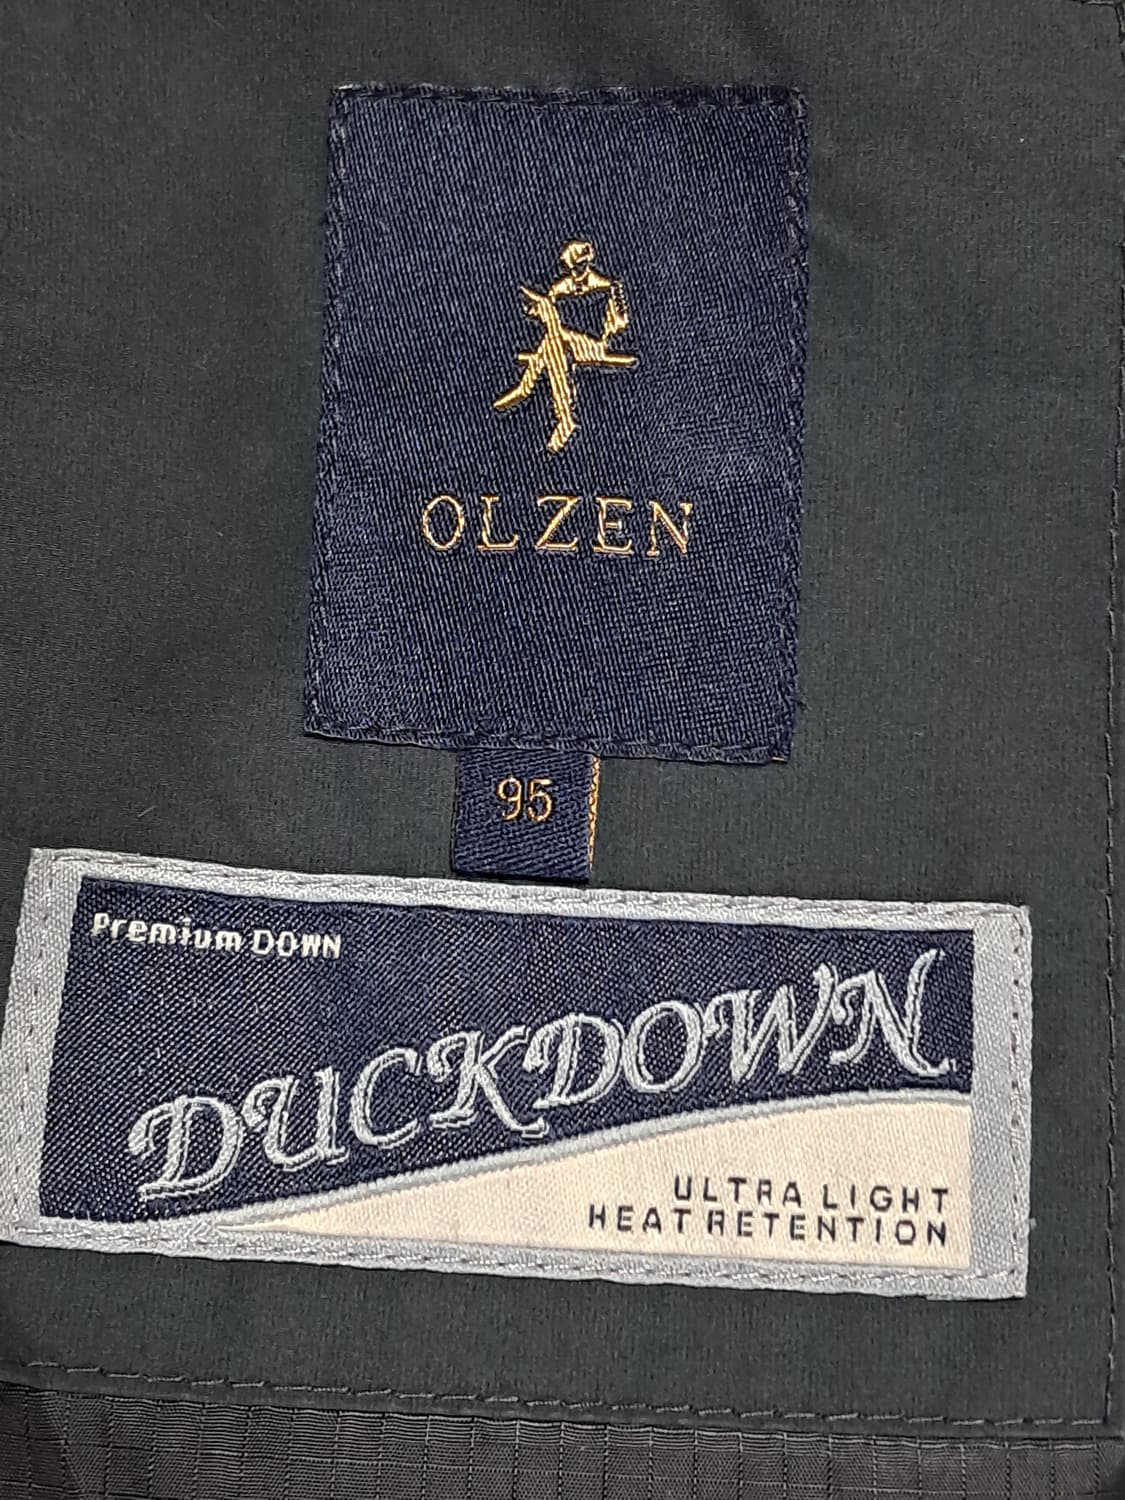 OLZEN
95
Premium DOWN
DUCKDOWN
ULTRA LIGHT
HEAT RETENTION